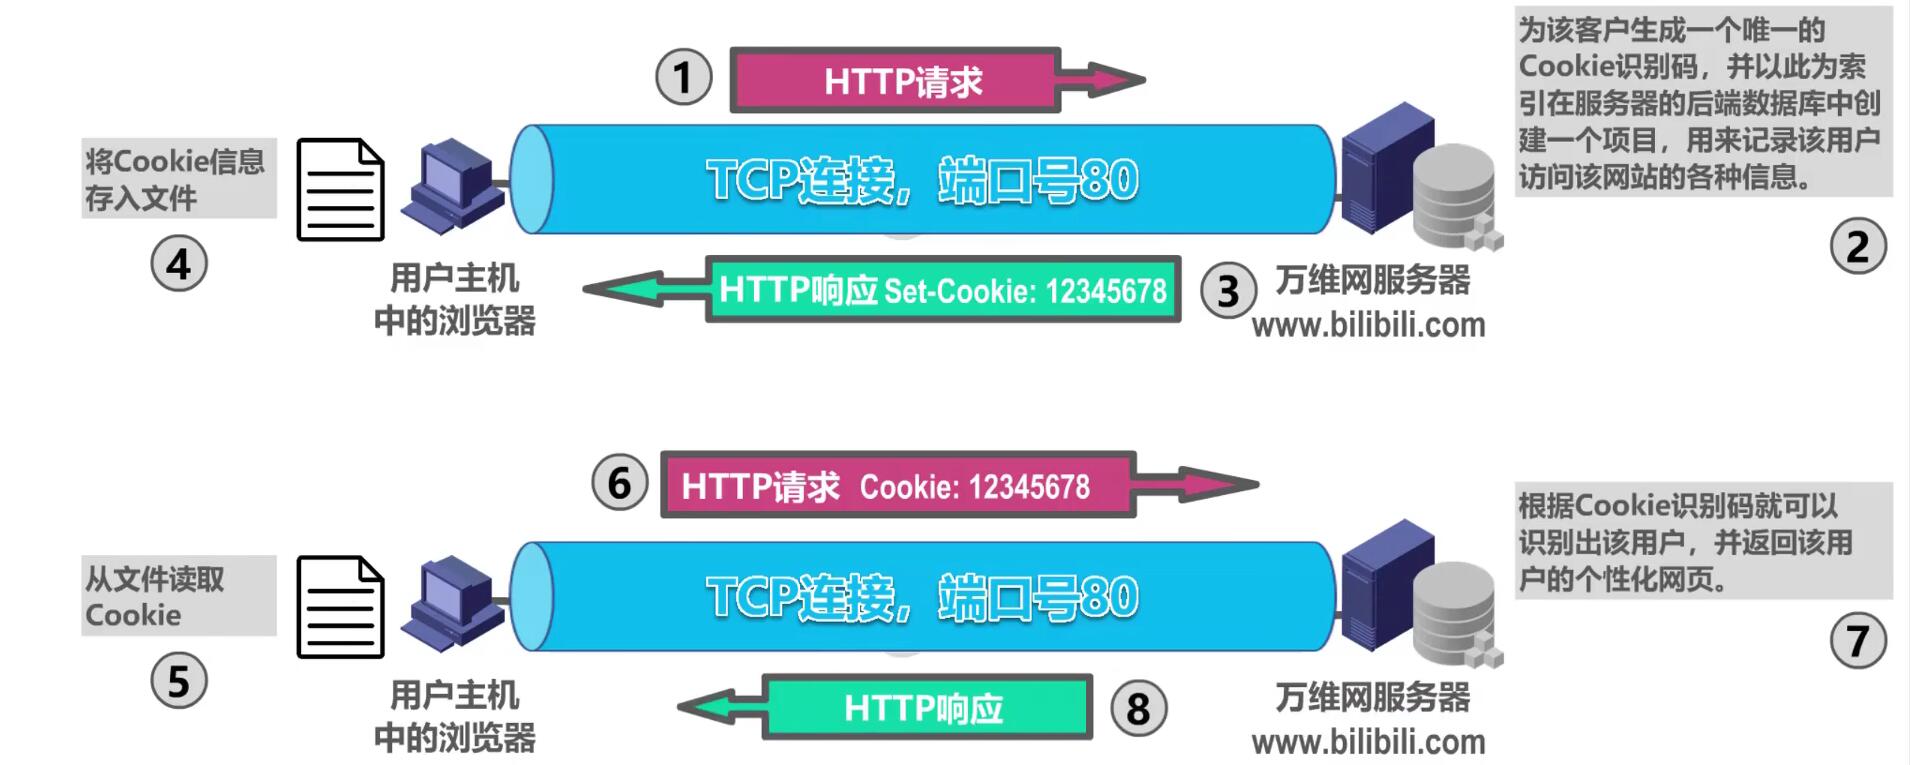 ① HTTP请求
为该客户生成一个唯一的
Cookie识别码，并以此为索
引在服务器的后端数据库中创
建一个项目，用来记录该用户
访问该网站的各种信息。
②
将Cookie信息
存入文件
④
TCP连接，端口号80
用户主机
中的浏览器
HTTP响应 Set-Cookie: 12345678 ③
万维网服务器
www.bilibili.com
⑥ HTTP请求 Cookie: 12345678
根据Cookie识别码就可以
识别出该用户，并返回该用
户的个性化网页。
⑦
从文件读取
Cookie
⑤
TCP连接，端口号80
用户主机
中的浏览器
HTTP响应 ⑧
万维网服务器
www.bilibili.com